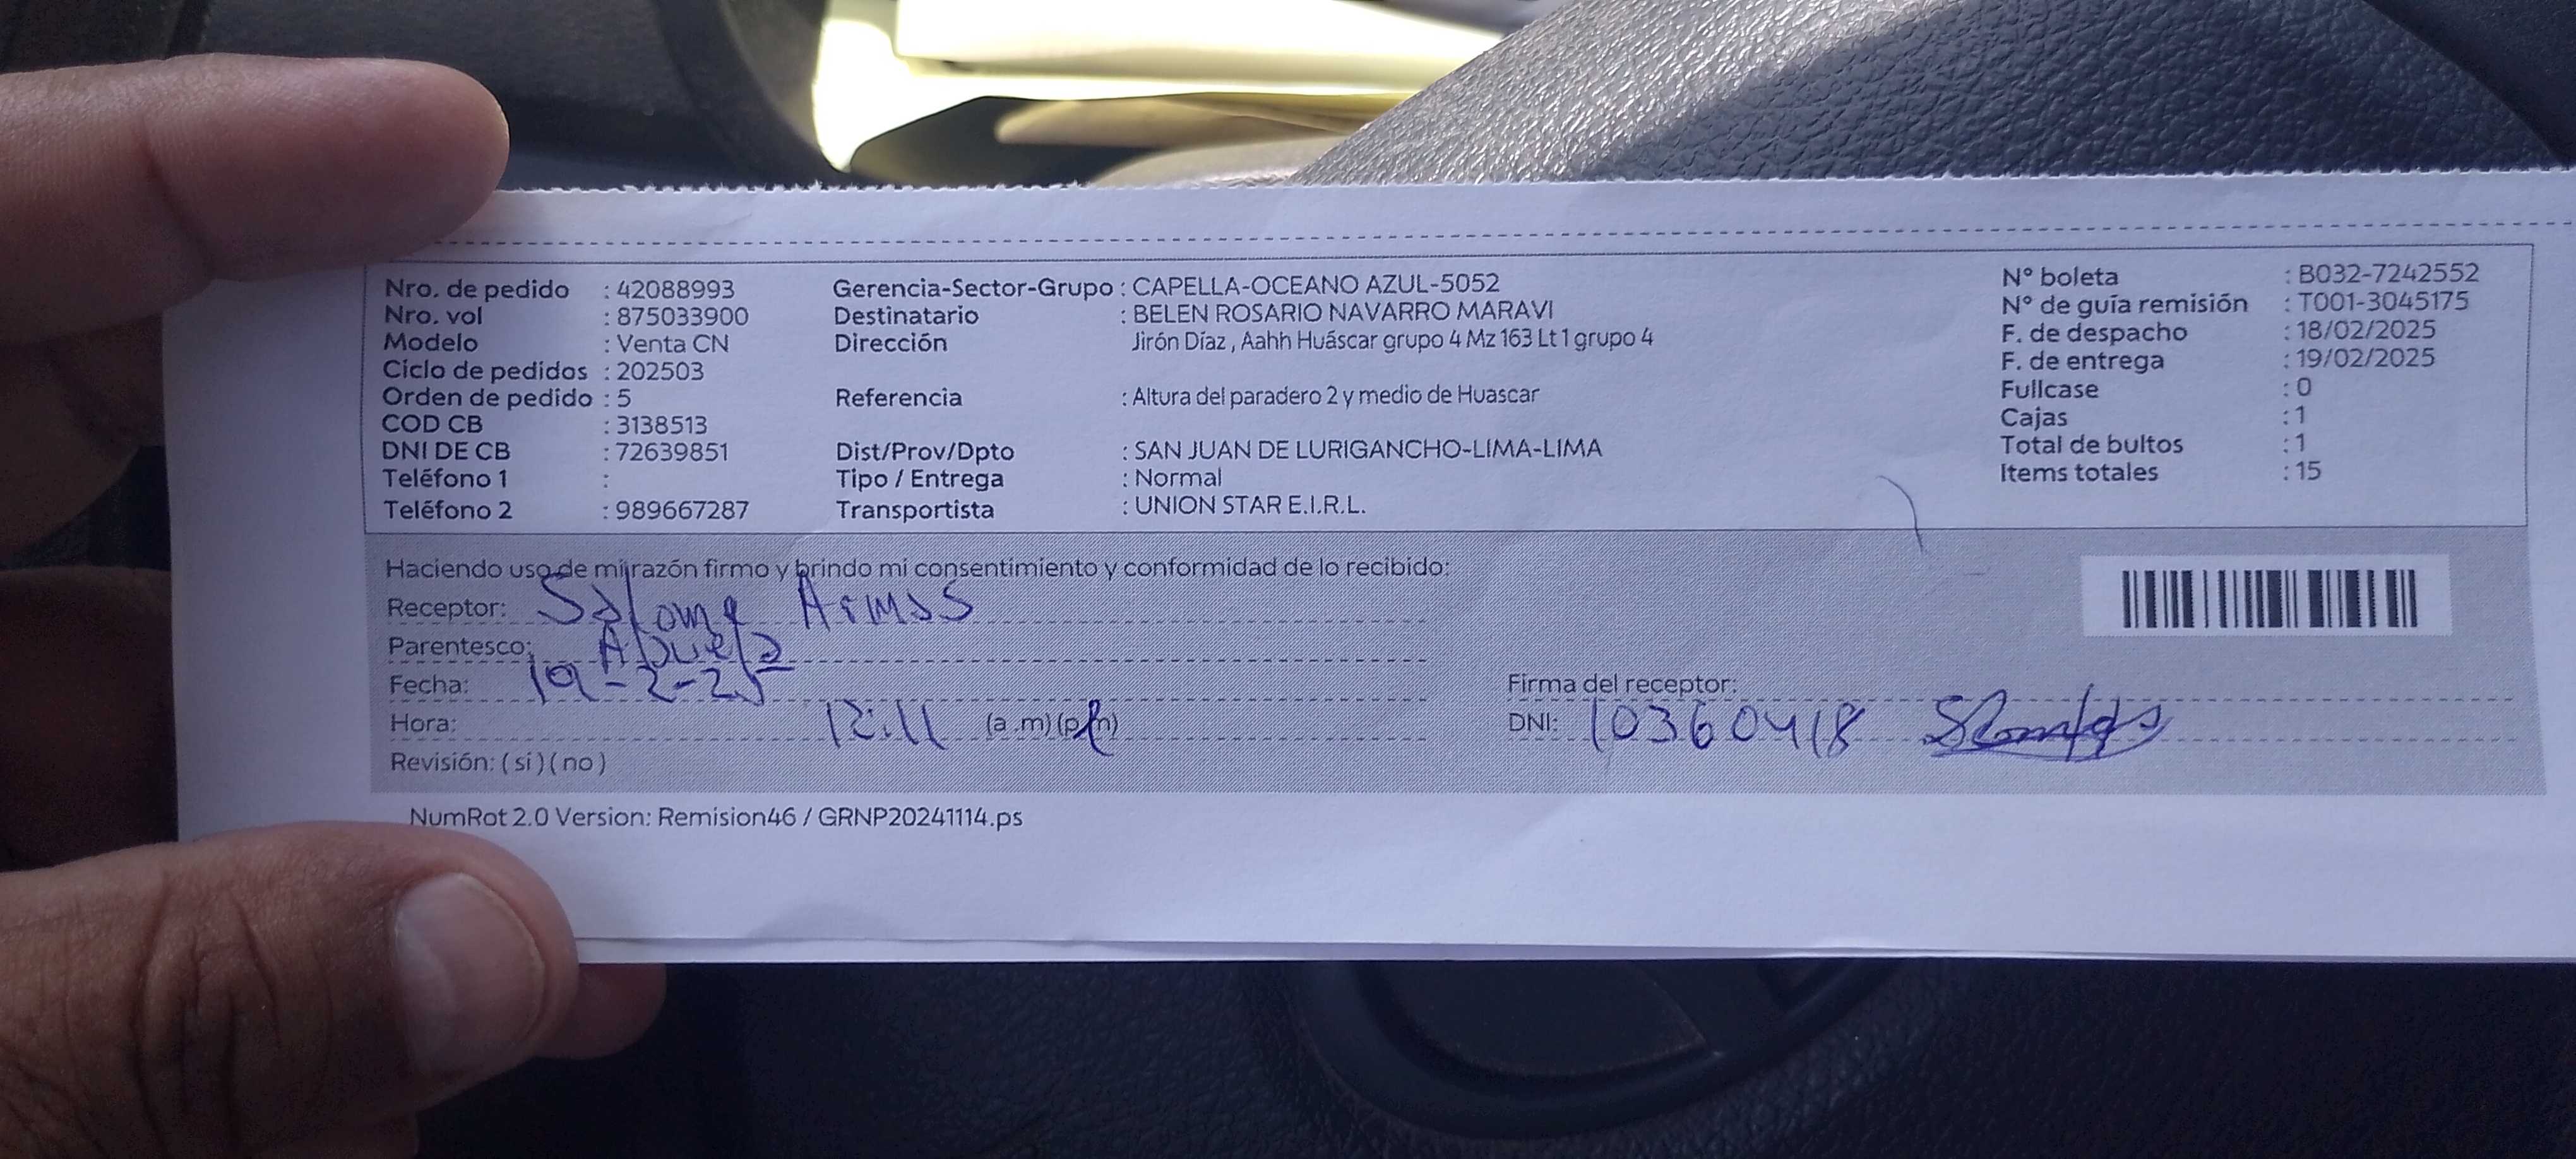 Nro. de pedido : 42088993
Nro. vol : 875033900
Modelo : Venta CN
Ciclo de pedidos : 202503
Orden de pedido : 5
COD CB : 3138513
DNI DE CB : 72639851
Teléfono 1 :
Teléfono 2 : 989667287
Gerencia-Sector-Grupo : CAPELLA-OCEANO AZUL-5052
Destinatario : BELEN ROSARIO NAVARRO MARAVI
Dirección Jirón Díaz , Aahh Huáscar grupo 4 Mz 163 Lt 1 grupo 4
Referencia : Altura del paradero 2 y medio de Huascar
Dist/Prov/Dpto : SAN JUAN DE LURIGANCHO-LIMA-LIMA
Tipo / Entrega : Normal
Transportista : UNION STAR E.I.R.L.
N° boleta : B032-7242552
N° de guía remisión : T001-3045175
F. de despacho : 18/02/2025
F. de entrega : 19/02/2025
Fullcase : 0
Cajas : 1
Total de bultos : 1
Items totales : 15
Haciendo uso de mi razón firmo y brindo mi consentimiento y conformidad de lo recibido:
Receptor: Salome Armas
Parentesco: Abuela
Fecha: 19-2-25
Hora: 12:11 (a .m) (p.m)
Revisión: ( si ) ( no )
Firma del receptor:
DNI: 10360418
NumRot 2.0 Version: Remision46 / GRNP20241114.ps